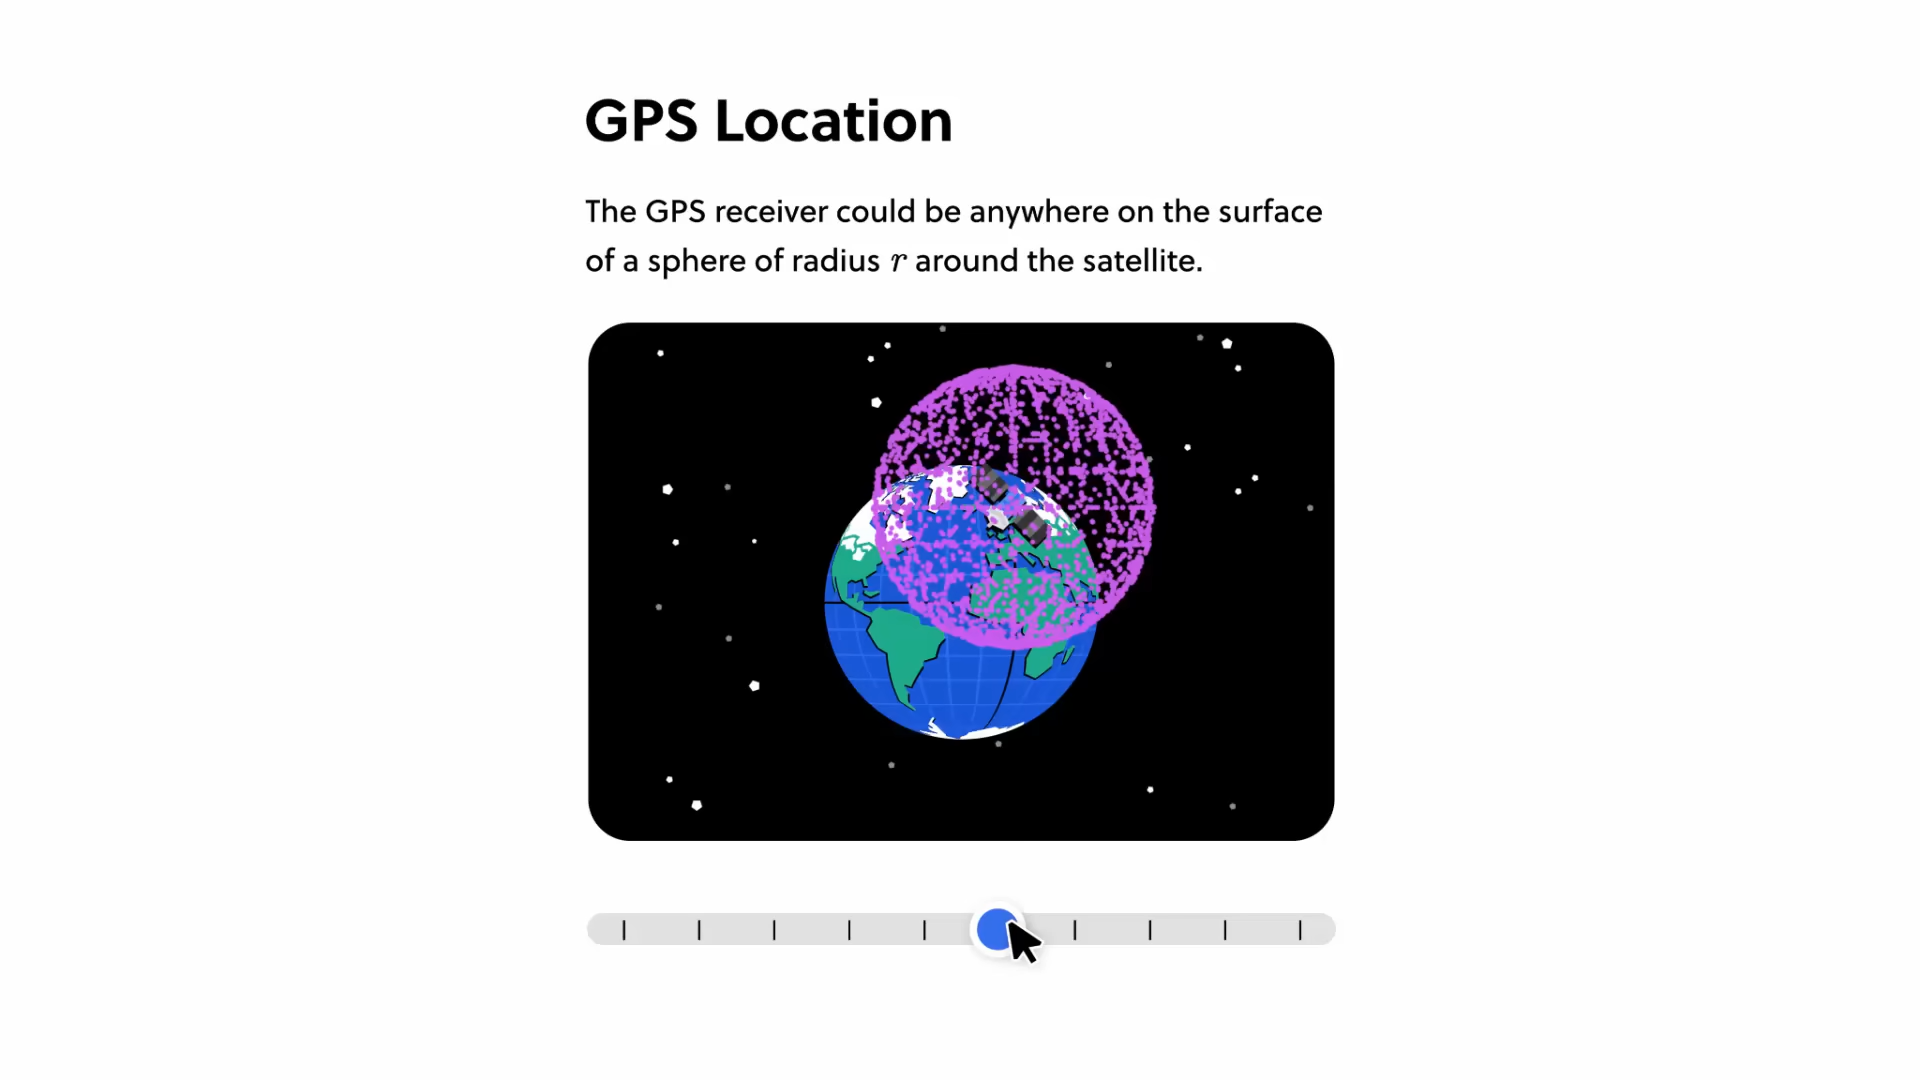 GPS Location
The GPS receiver could be anywhere on the surface
of a sphere of radius r around the satellite.